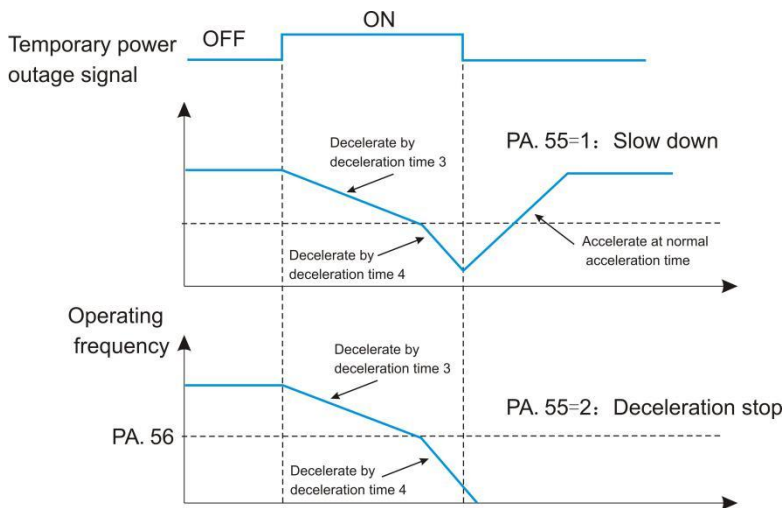 OFF
ON
Temporary power
outage signal
Decelerate by
deceleration time 3
PA. 55=1: Slow down
Decelerate by
deceleration time 4
Accelerate at normal
acceleration time
Operating
frequency
Decelerate by
deceleration time 3
PA. 55=2: Deceleration stop
PA. 56
Decelerate by
deceleration time 4